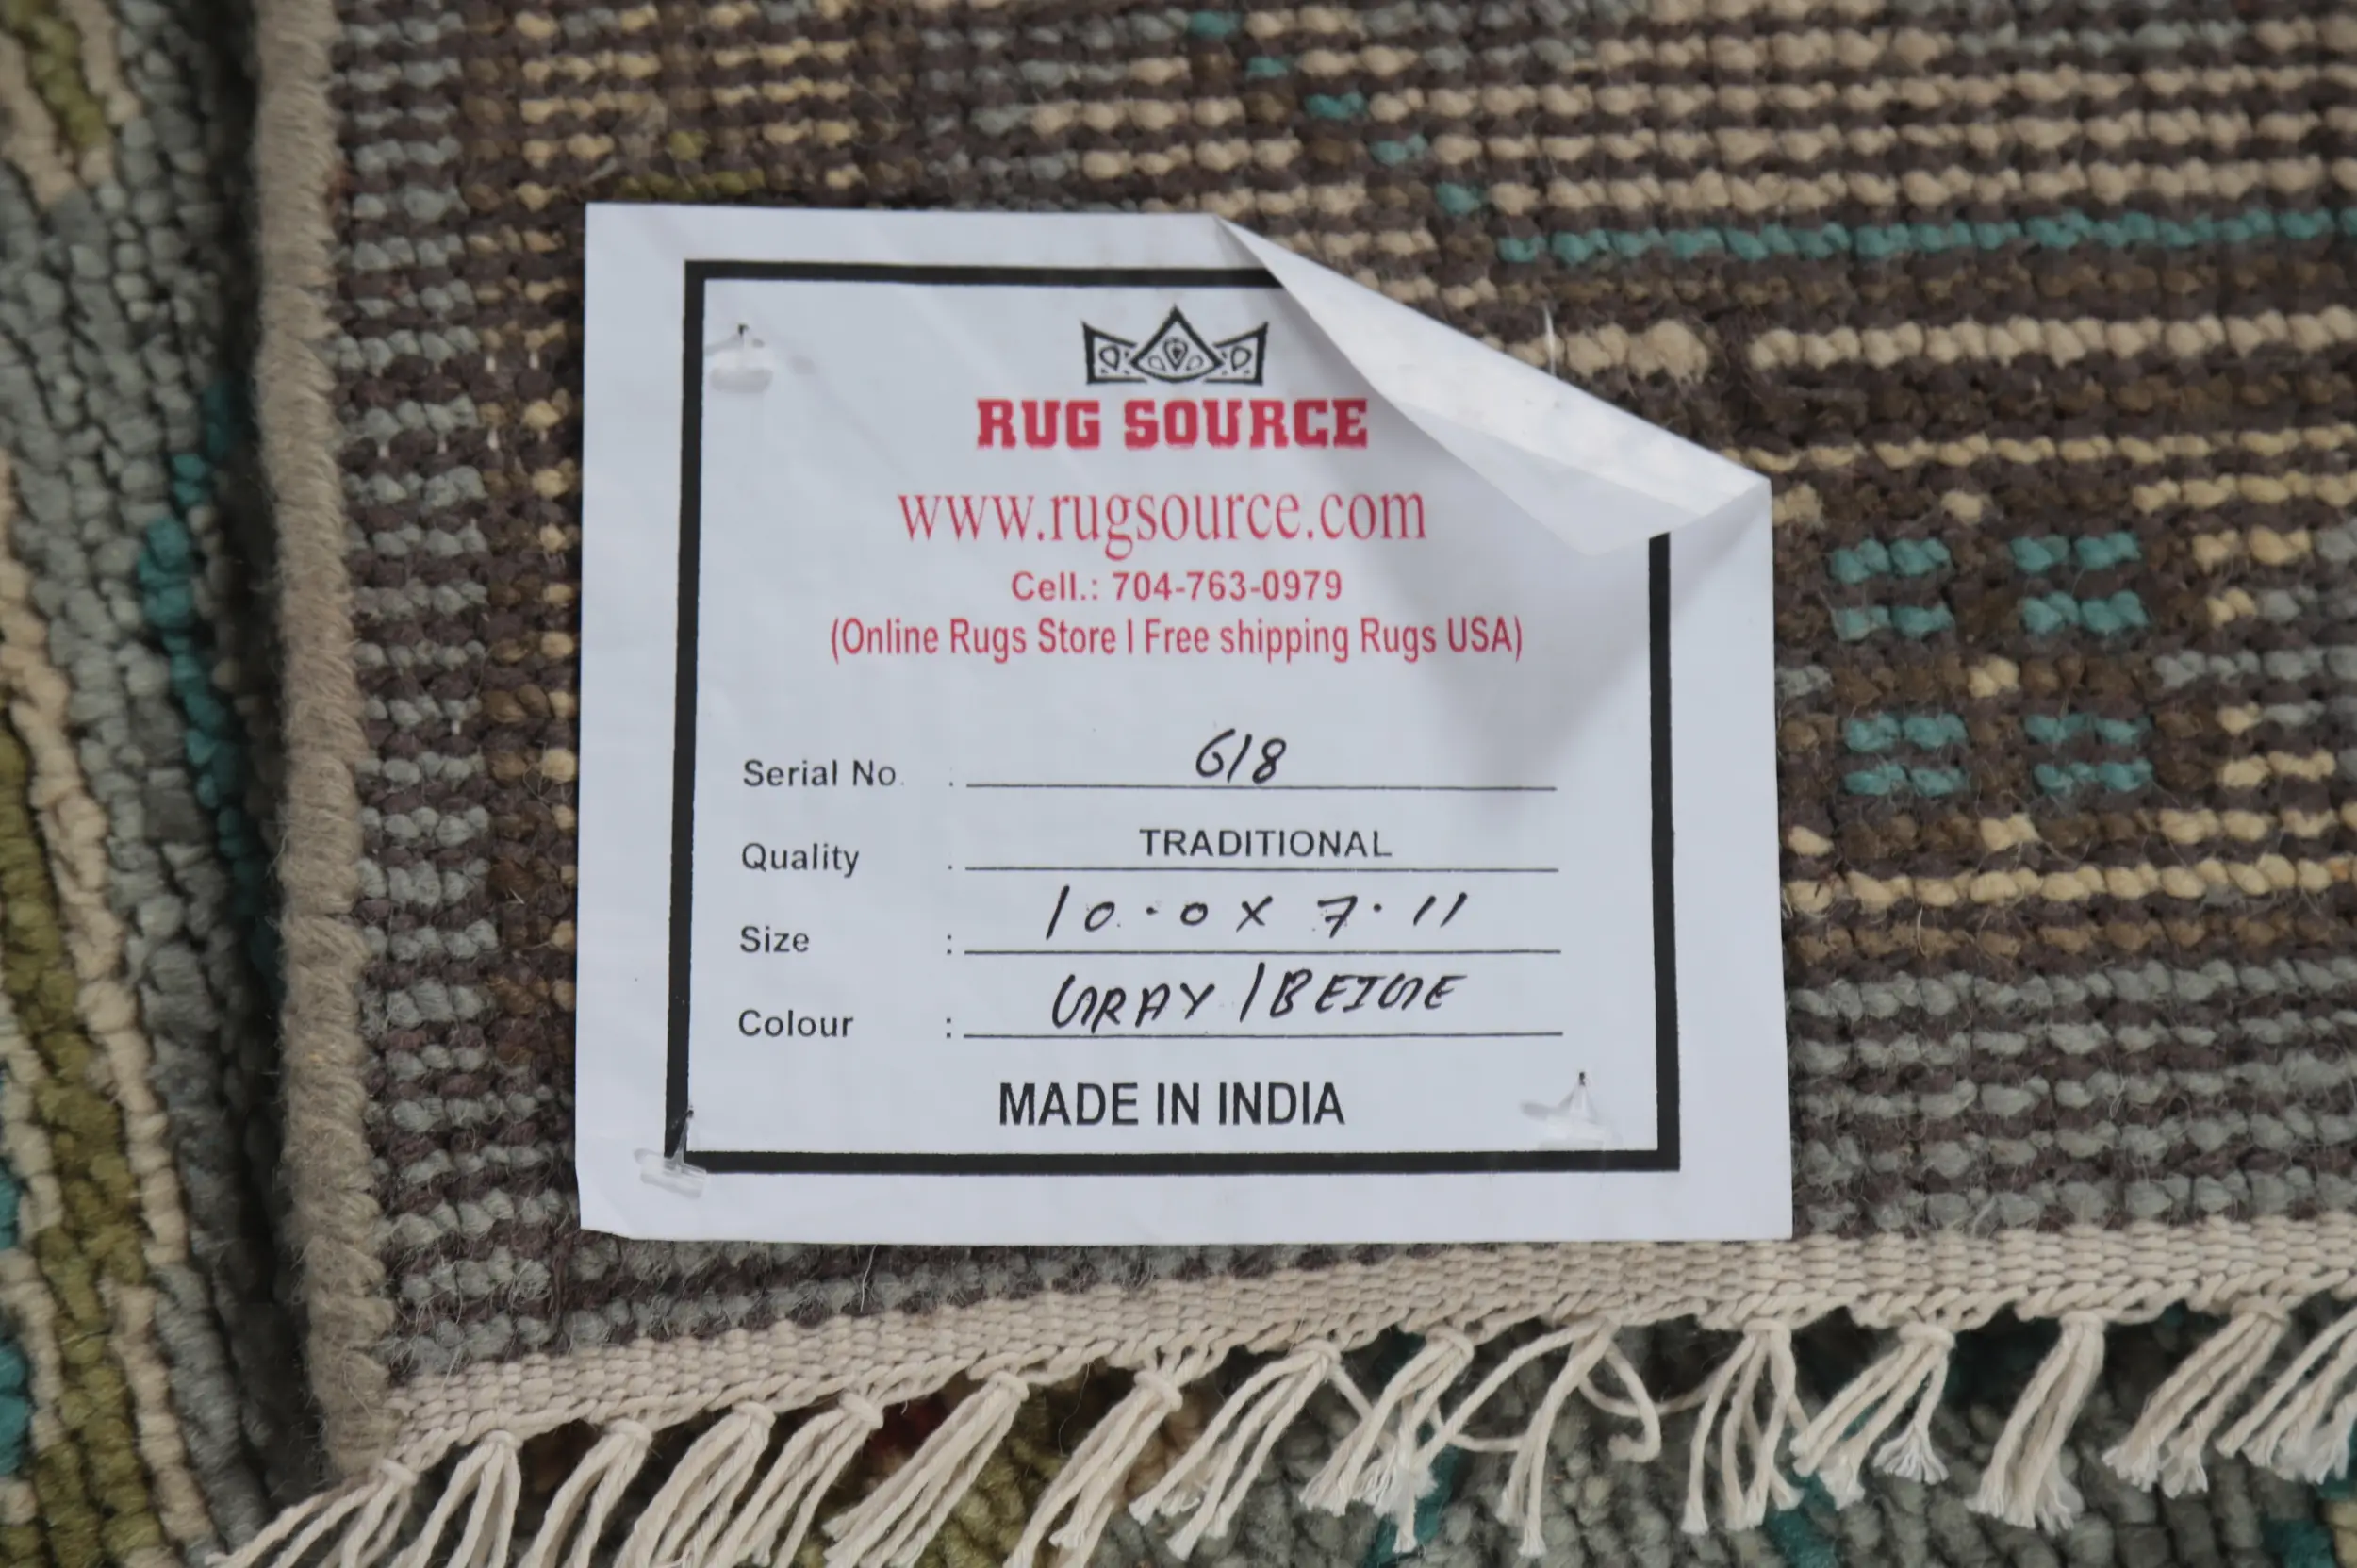 RUG SOURCE
www.rugsource.com
Cell.: 704-763-0979
(Online Rugs Store I Free shipping Rugs USA)
Serial No. : 618
Quality : TRADITIONAL
Size : 10.0 X 7.11
Colour : GRAY / BEIGE
MADE IN INDIA